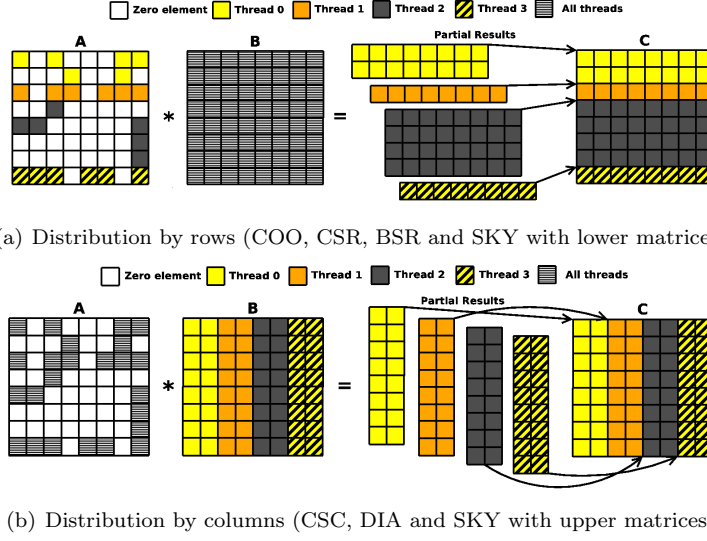 Zero element Thread 0 Thread 1 Thread 2 Thread 3 All threads
A B Partial Results C
* =
(a) Distribution by rows (COO, CSR, BSR and SKY with lower matrice
Zero element Thread 0 Thread 1 Thread 2 Thread 3 All threads
A B Partial Results C
* =
(b) Distribution by columns (CSC, DIA and SKY with upper matrices